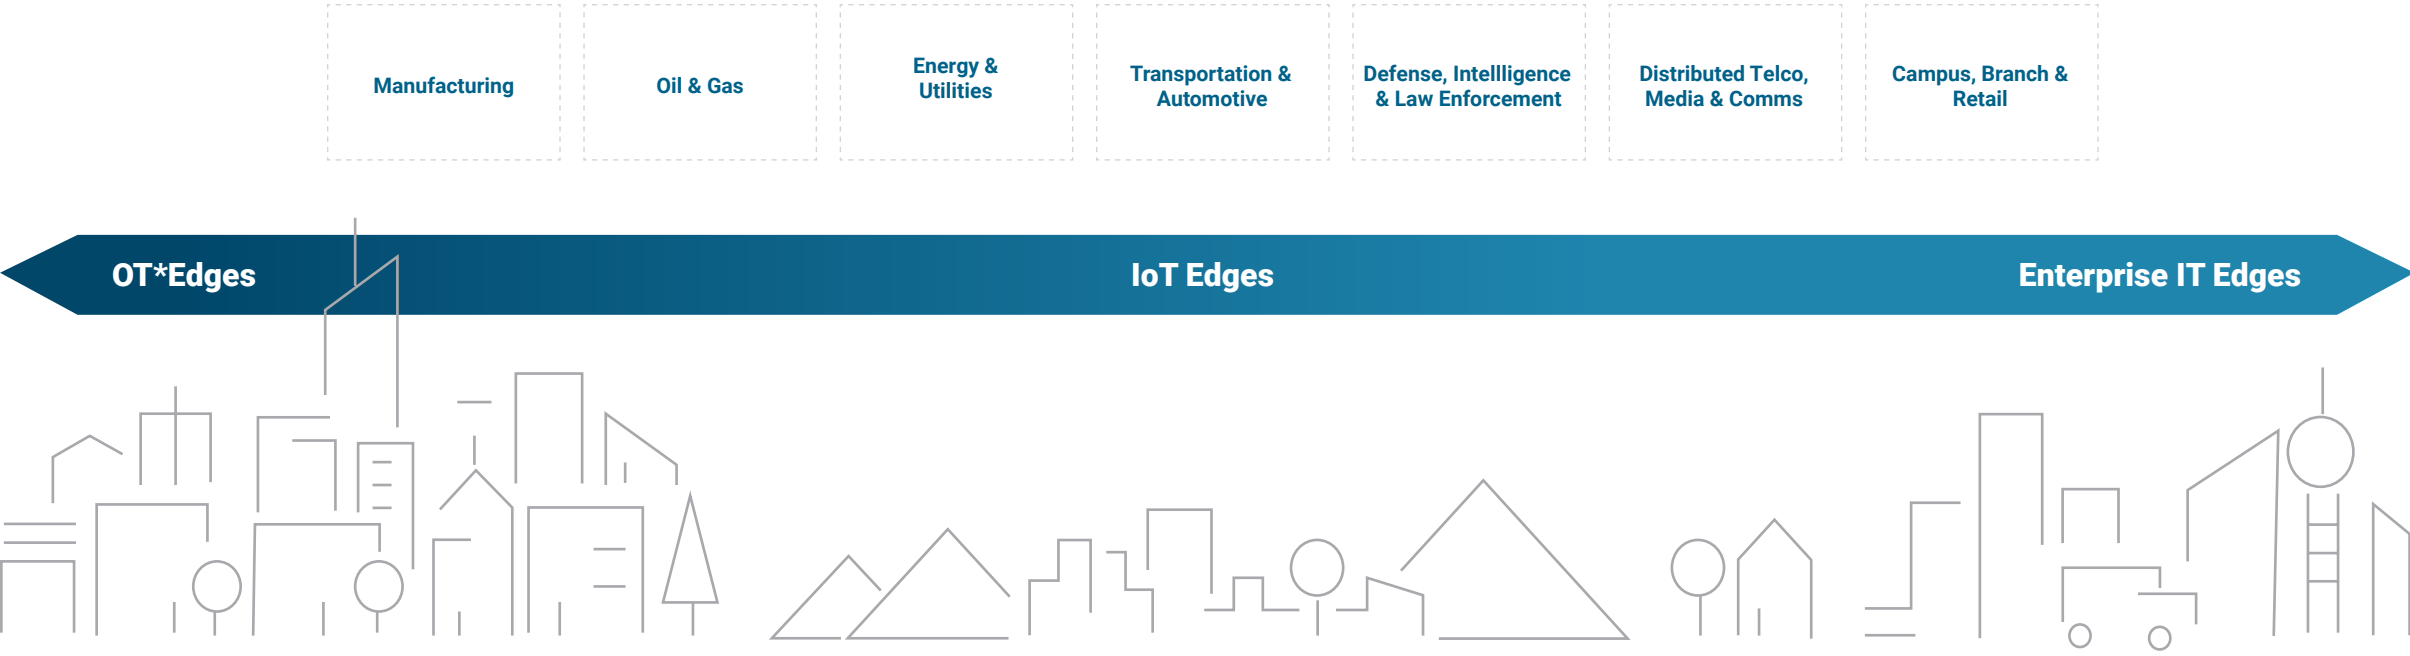 Manufacturing
Oil & Gas
Energy &
Utilities
Transportation &
Automotive
Defense, Intellligence
& Law Enforcement
Distributed Telco,
Media & Comms
Campus, Branch &
Retail
OT*Edges
IoT Edges
Enterprise IT Edges